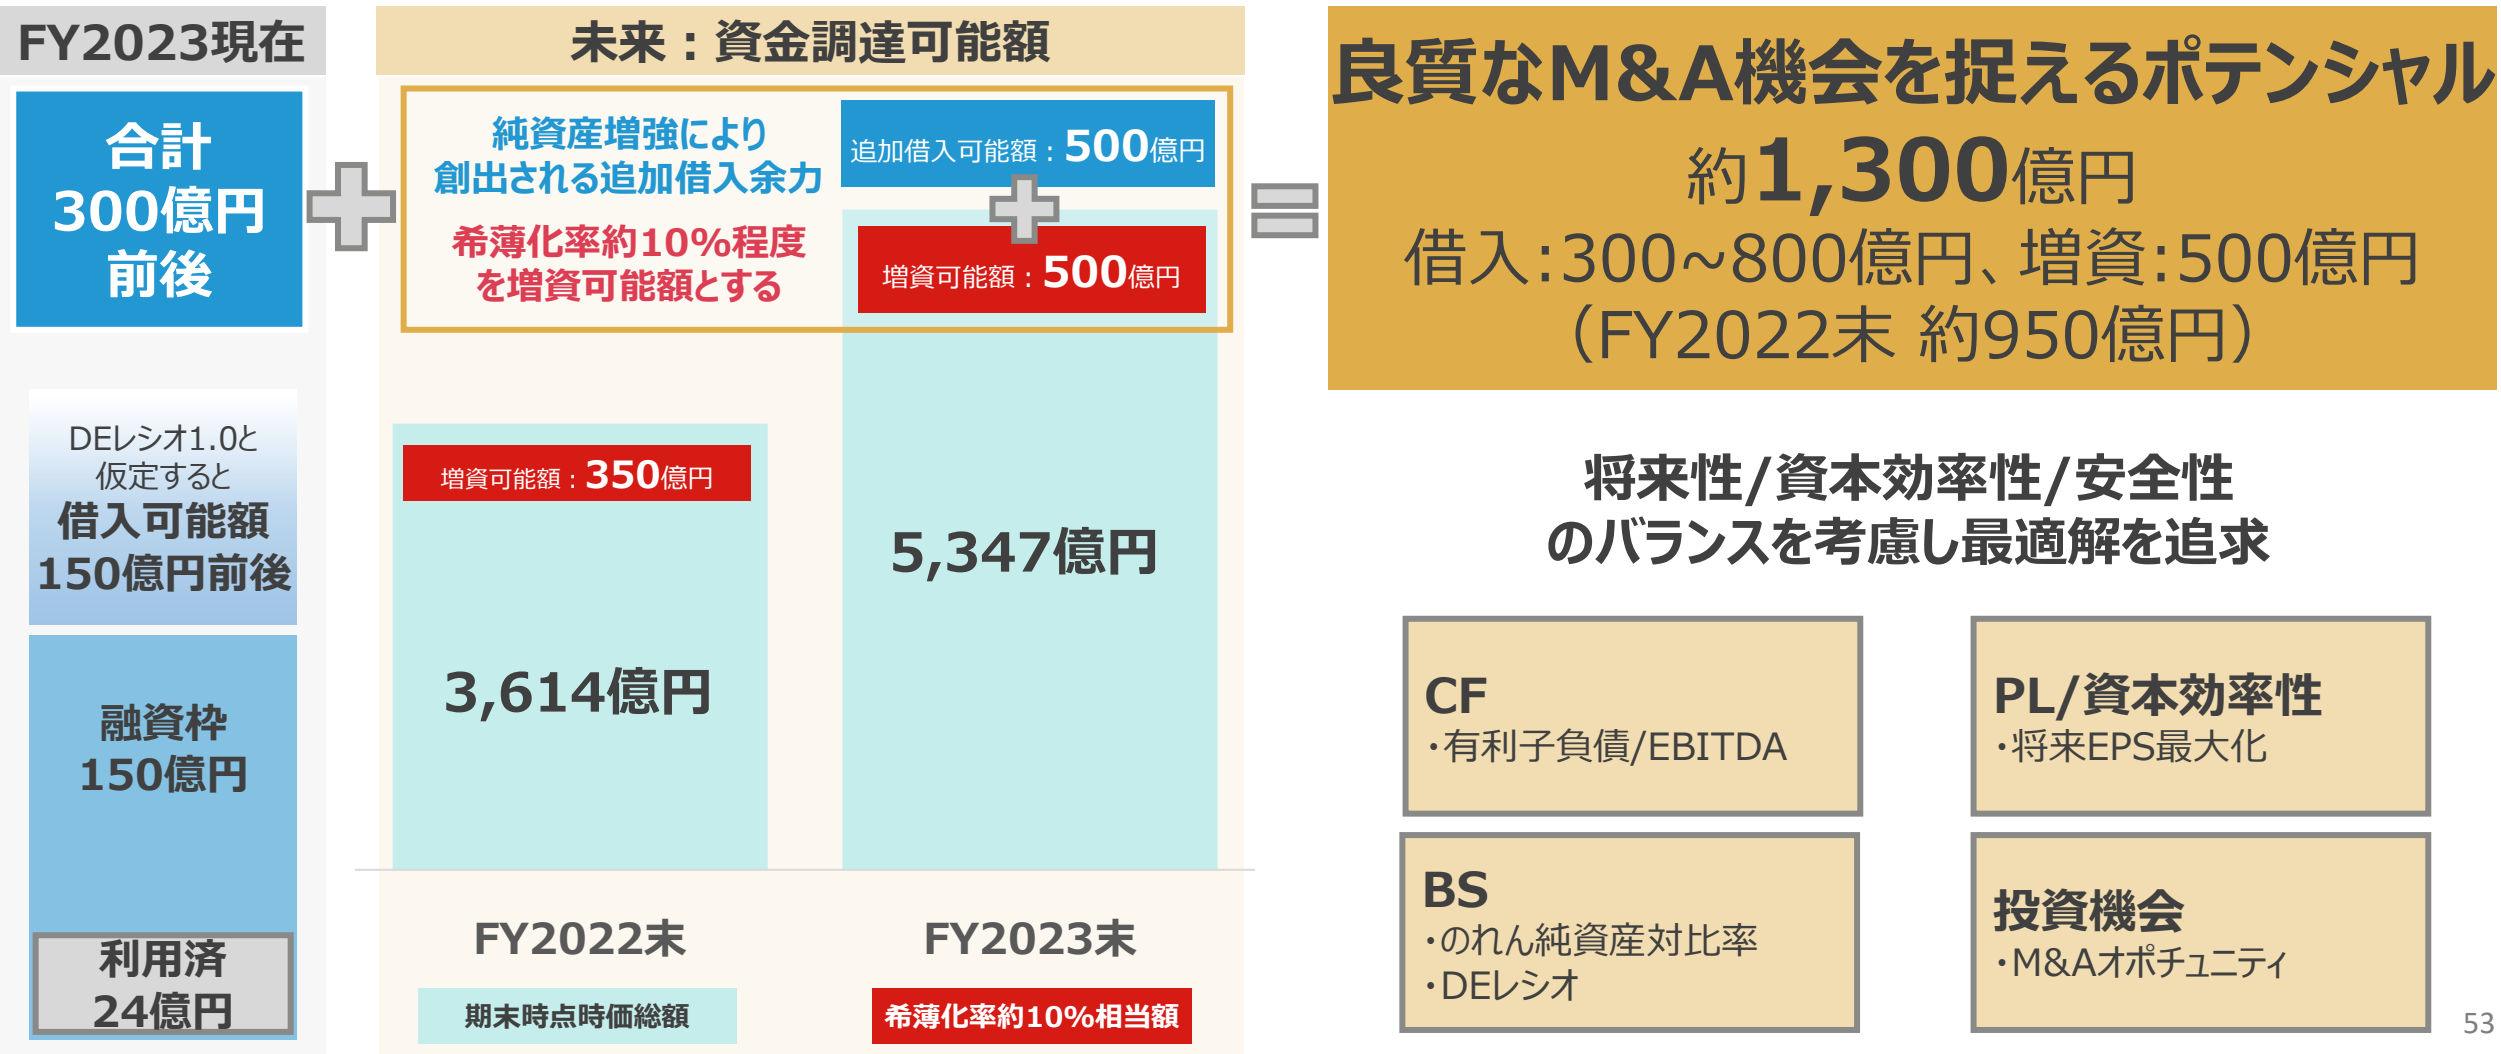 FY2023現在
合計
300億円
前後
DEレシオ1.0と
仮定すると
借入可能額
150億円前後
融資枠
150億円
利用済
24億円
未来：資金調達可能額
純資産増強により
創出される追加借入余力
希薄化率約10%程度
を増資可能額とする
追加借入可能額：500億円
増資可能額：500億円
増資可能額：350億円
3,614億円
5,347億円
FY2022末
FY2023末
期末時点時価総額
希薄化率約10%相当額
良質なM&A機会を捉えるポテンシャル
約1,300億円
借入:300~800億円、増資:500億円
（FY2022末 約950億円）
将来性/資本効率性/安全性
のバランスを考慮し最適解を追求
CF
・有利子負債/EBITDA
PL/資本効率性
・将来EPS最大化
BS
・のれん純資産対比率
・DEレシオ
投資機会
・M&Aオポチュニティ
53